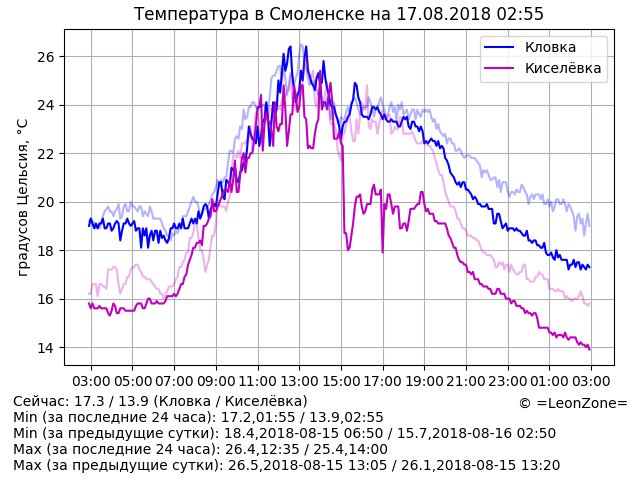 Температура в Смоленске на 17.08.2018 02:55
градусов Цельсия, °C
26
24
22
20
18
16
14
Кловка
Киселёвка
03:00 05:00 07:00 09:00 11:00 13:00 15:00 17:00 19:00 21:00 23:00 01:00 03:00
Сейчас: 17.3 / 13.9 (Кловка / Киселёвка)
© =LeonZone=
Min (за последние 24 часа): 17.2,01:55 / 13.9,02:55
Min (за предыдущие сутки): 18.4,2018-08-15 06:50 / 15.7,2018-08-16 02:50
Max (за последние 24 часа): 26.4,12:35 / 25.4,14:00
Max (за предыдущие сутки): 26.5,2018-08-15 13:05 / 26.1,2018-08-15 13:20